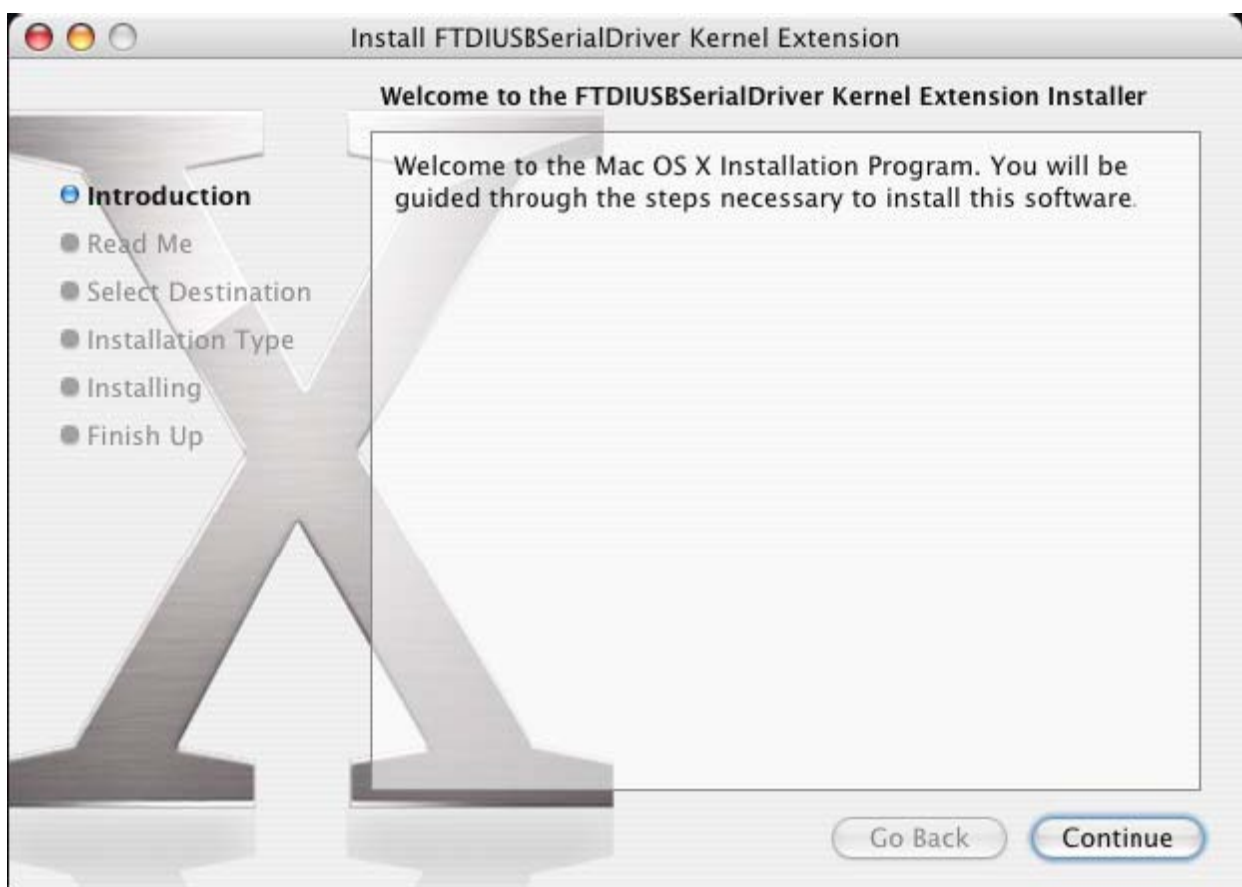 Install FTDIUSBSerialDriver Kernel Extension
Welcome to the FTDIUSBSerialDriver Kernel Extension Installer
Introduction
Read Me
Select Destination
Installation Type
Installing
Finish Up
Welcome to the Mac OS X Installation Program. You will be
guided through the steps necessary to install this software.
Go Back
Continue